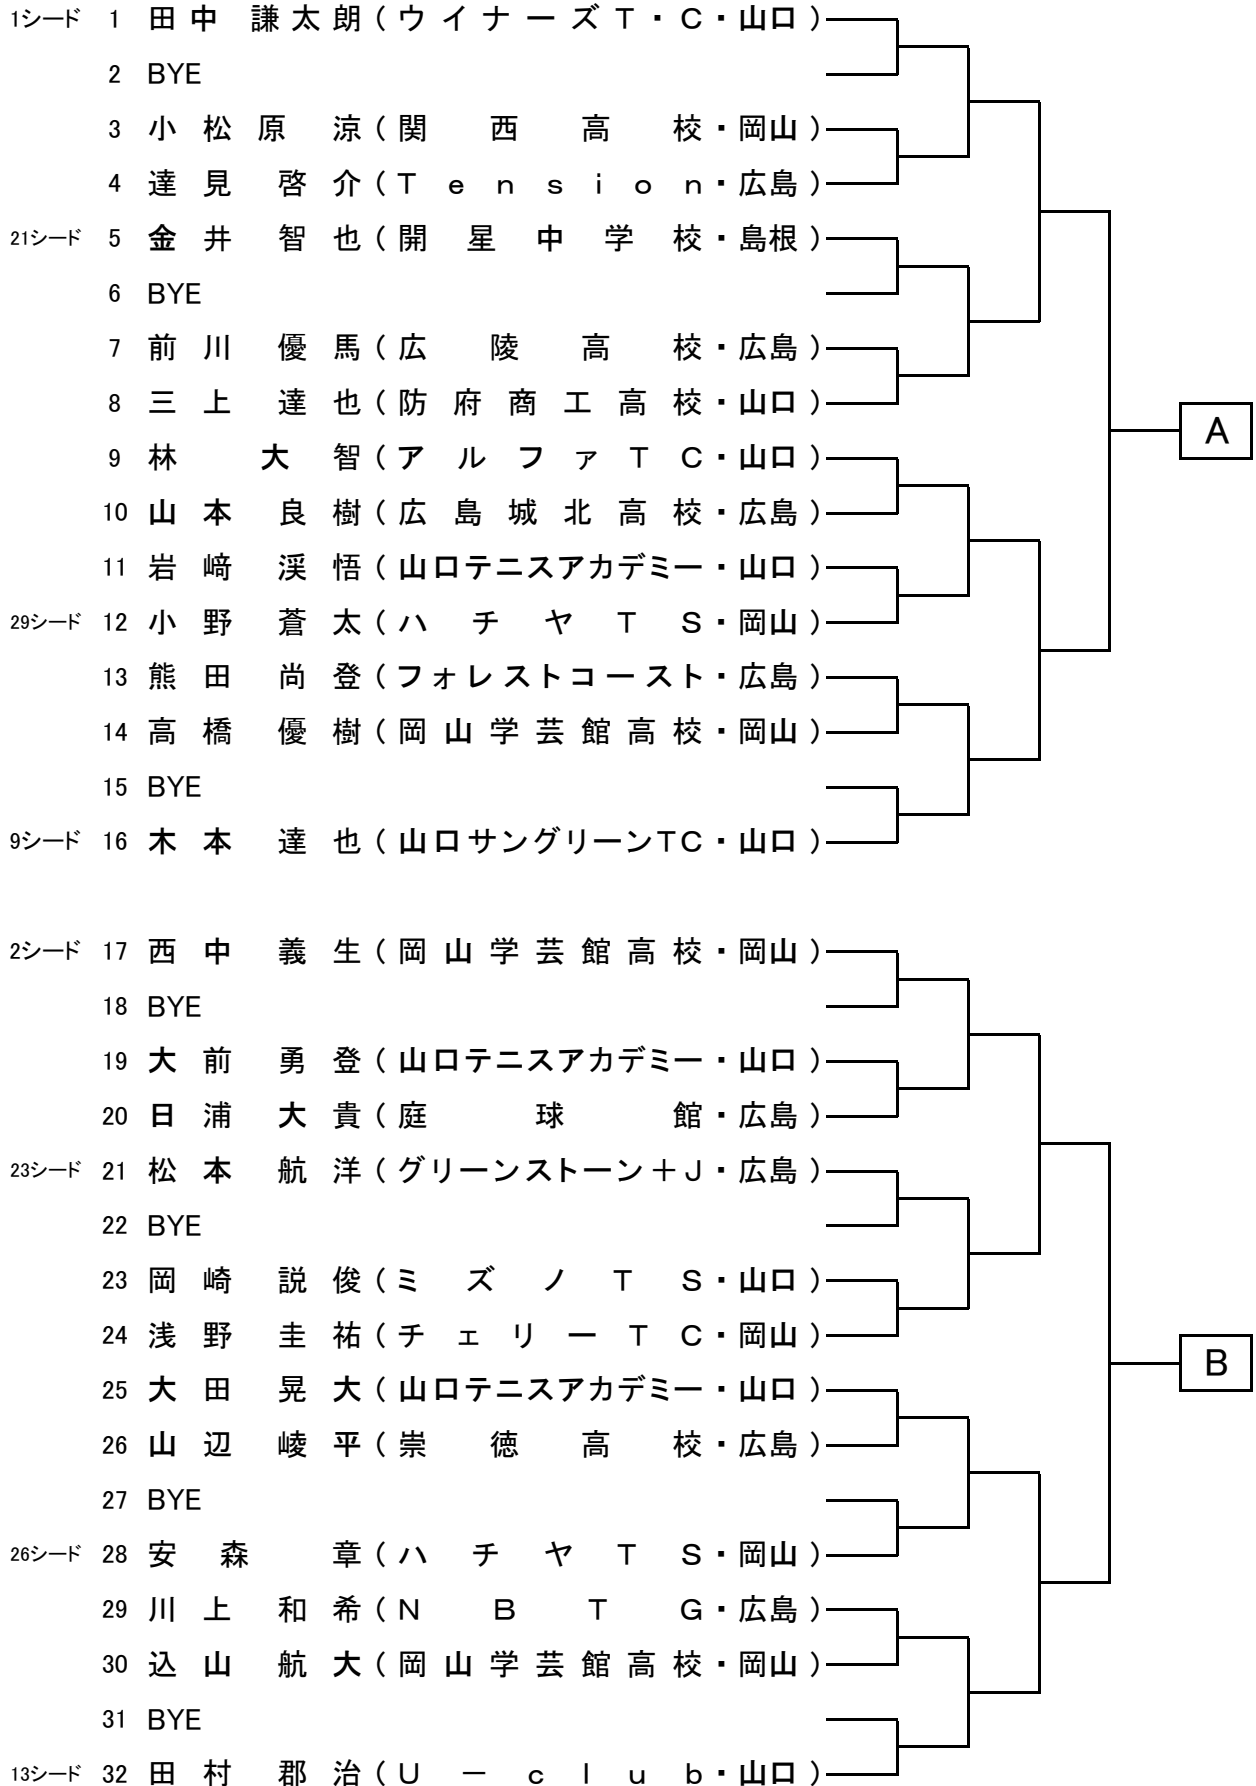 1シード 1 田中 謙太朗(ウイナーズT・C・山口)
2 BYE
3 小松原 涼(関西高校・岡山)
4 達見 啓介(Tension・広島)
21シード 5 金井 智也(開星中学校・島根)
6 BYE
7 前川 優馬(広陵高校・広島)
8 三上 達也(防府商工高校・山口)
A
9 林 大智(アルファTC・山口)
10 山本 良樹(広島城北高校・広島)
11 岩﨑 渓悟(山口テニスアカデミー・山口)
29シード 12 小野 蒼太(ハチヤTS・岡山)
13 熊田 尚登(フォレストコースト・広島)
14 高橋 優樹(岡山学芸館高校・岡山)
15 BYE
9シード 16 木本 達也(山口サングリーンTC・山口)
2シード 17 西中 義生(岡山学芸館高校・岡山)
18 BYE
19 大前 勇登(山口テニスアカデミー・山口)
20 日浦 大貴(庭球館・広島)
23シード 21 松本 航洋(グリーンストーン+J・広島)
22 BYE
23 岡崎 説俊(ミズノTS・山口)
24 浅野 圭祐(チェリーTC・岡山)
B
25 大田 晃大(山口テニスアカデミー・山口)
26 山辺 崚平(崇徳高校・広島)
27 BYE
26シード 28 安森 章(ハチヤTS・岡山)
29 川上 和希(NBTG・広島)
30 込山 航大(岡山学芸館高校・岡山)
31 BYE
13シード 32 田村 郡治(U-club・山口)